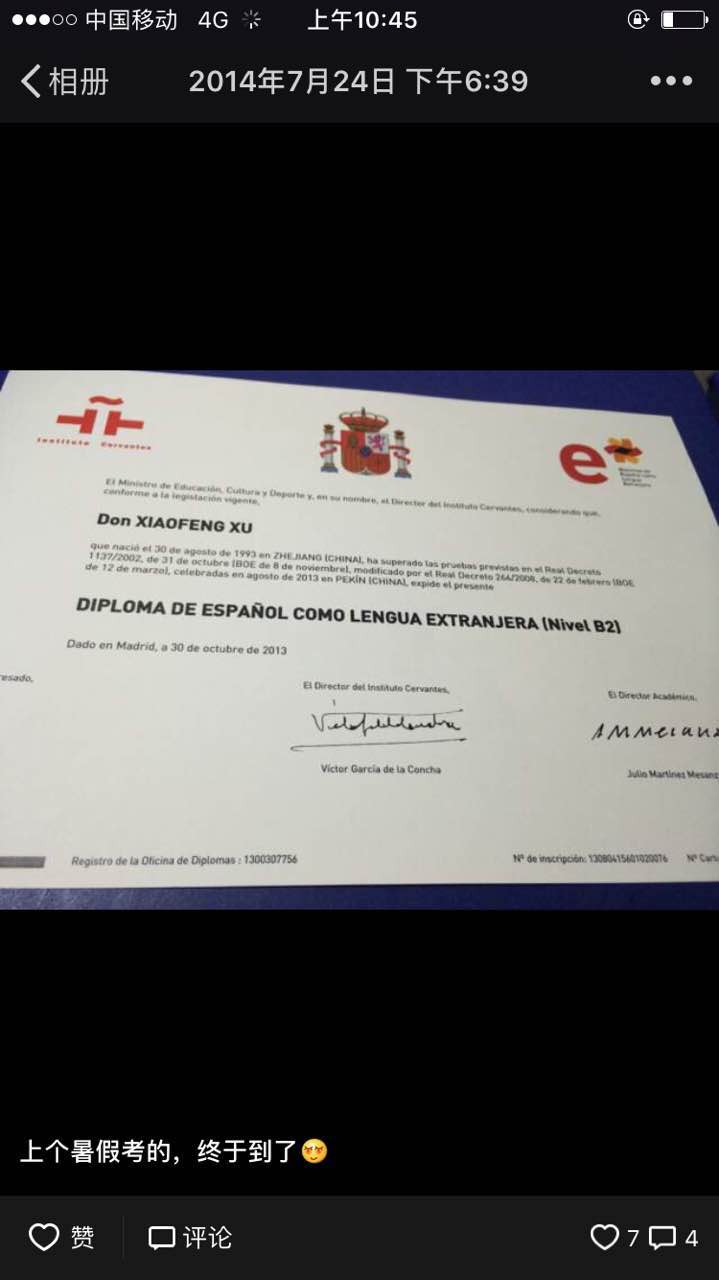 中国移动 4G 上午10:45
相册 2014年7月24日 下午6:39
Instituto Cervantes
e
El Ministro de Educación, Cultura y Deporte y, en su nombre, el Director del Instituto Cervantes, considerando que,
conforme a la legislación vigente,
Don XIAOFENG XU
que nació el 30 de agosto de 1993 en ZHEJIANG (CHINA), ha superado las pruebas previstas en el Real Decreto
1137/2002, de 31 de octubre (BOE de 8 de noviembre), modificado por el Real Decreto 264/2008, de 22 de febrero (BOE
de 12 de marzo), celebradas en agosto de 2013 en PEKÍN (CHINA), expide el presente
DIPLOMA DE ESPAÑOL COMO LENGUA EXTRANJERA (Nivel B2)
Dado en Madrid, a 30 de octubre de 2013
esado,
El Director del Instituto Cervantes,
El Director Académico,
Víctor García de la Concha
Julio Martínez Mesanz
Registro de la Oficina de Diplomas : 1300307756
Nº de inscripción: 13080415601020076 Nº
上个暑假考的，终于到了
赞 评论 7 4